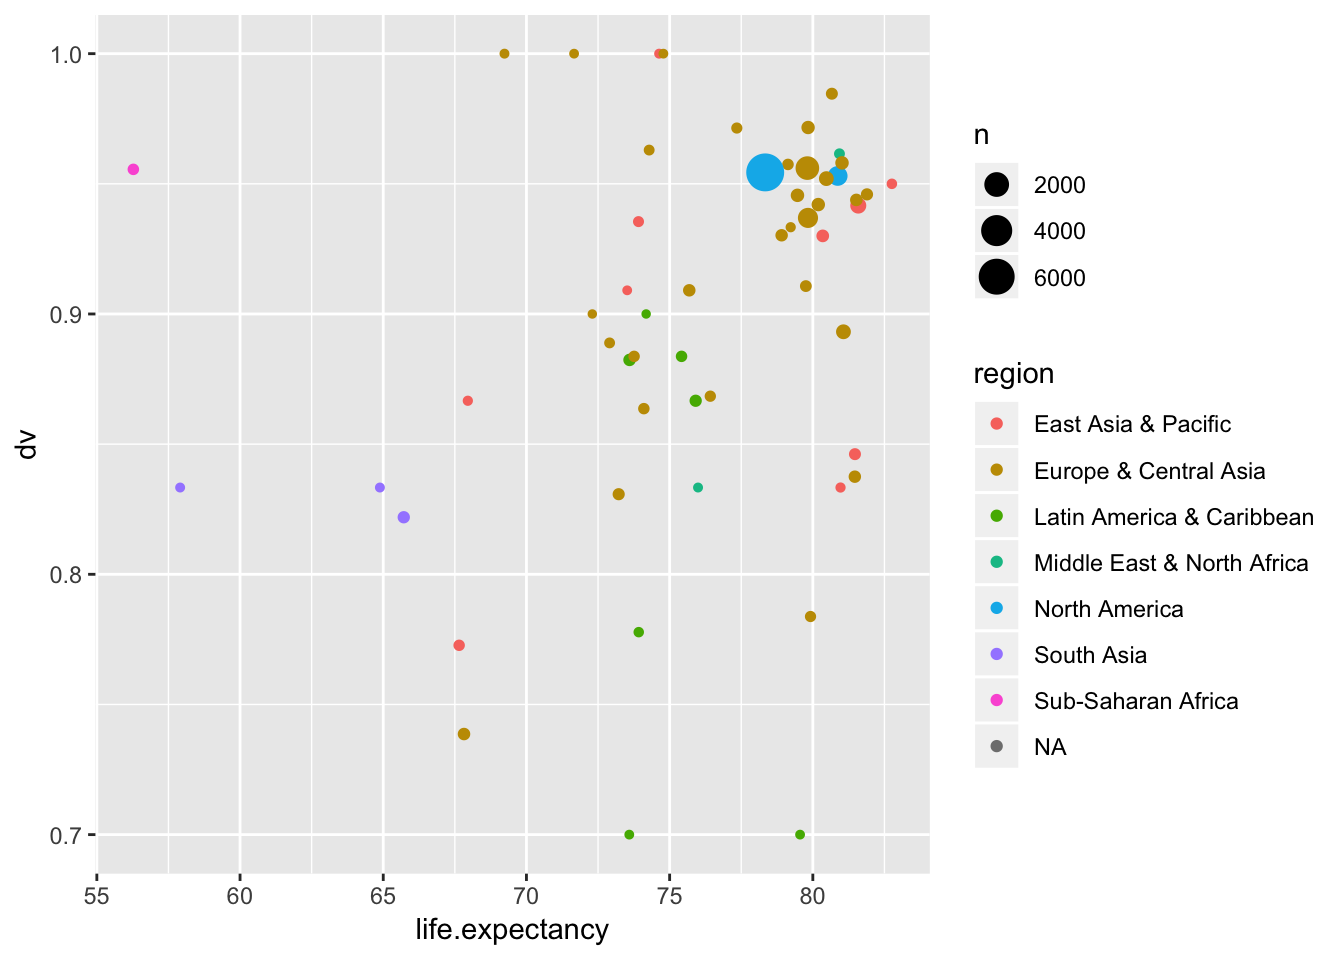 1.0
0.9
0.8
0.7
dv
55 60 65 70 75 80
life.expectancy
n
2000
4000
6000
region
East Asia & Pacific
Europe & Central Asia
Latin America & Caribbean
Middle East & North Africa
North America
South Asia
Sub-Saharan Africa
NA